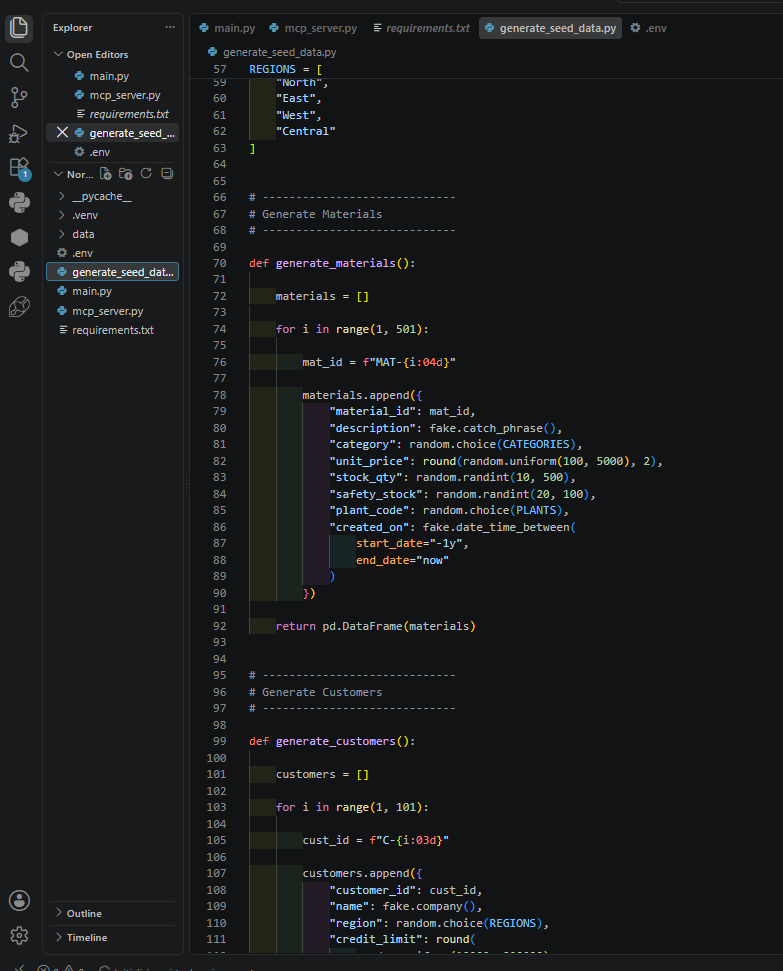 Explorer
···
Open Editors
main.py
mcp_server.py
requirements.txt
generate_seed_...
.env
Nor...
__pycache__
.venv
data
.env
generate_seed_dat...
main.py
mcp_server.py
requirements.txt
Outline
Timeline
1
main.py
mcp_server.py
requirements.txt
generate_seed_data.py
.env
generate_seed_data.py
57 REGIONS = [
59     "North",
60     "East",
61     "West",
62     "Central"
63 ]
64
65
66 # -----------------------------
67 # Generate Materials
68 # -----------------------------
69
70 def generate_materials():
71
72     materials = []
73
74     for i in range(1, 501):
75
76         mat_id = f"MAT-{i:04d}"
77
78         materials.append({
79             "material_id": mat_id,
80             "description": fake.catch_phrase(),
81             "category": random.choice(CATEGORIES),
82             "unit_price": round(random.uniform(100, 5000), 2),
83             "stock_qty": random.randint(10, 500),
84             "safety_stock": random.randint(20, 100),
85             "plant_code": random.choice(PLANTS),
86             "created_on": fake.date_time_between(
87                 start_date="-1y",
88                 end_date="now"
89             )
90         })
91
92     return pd.DataFrame(materials)
93
94
95 # -----------------------------
96 # Generate Customers
97 # -----------------------------
98
99 def generate_customers():
100
101     customers = []
102
103     for i in range(1, 101):
104
105         cust_id = f"C-{i:03d}"
106
107         customers.append({
108             "customer_id": cust_id,
109             "name": fake.company(),
110             "region": random.choice(REGIONS),
111             "credit_limit": round(